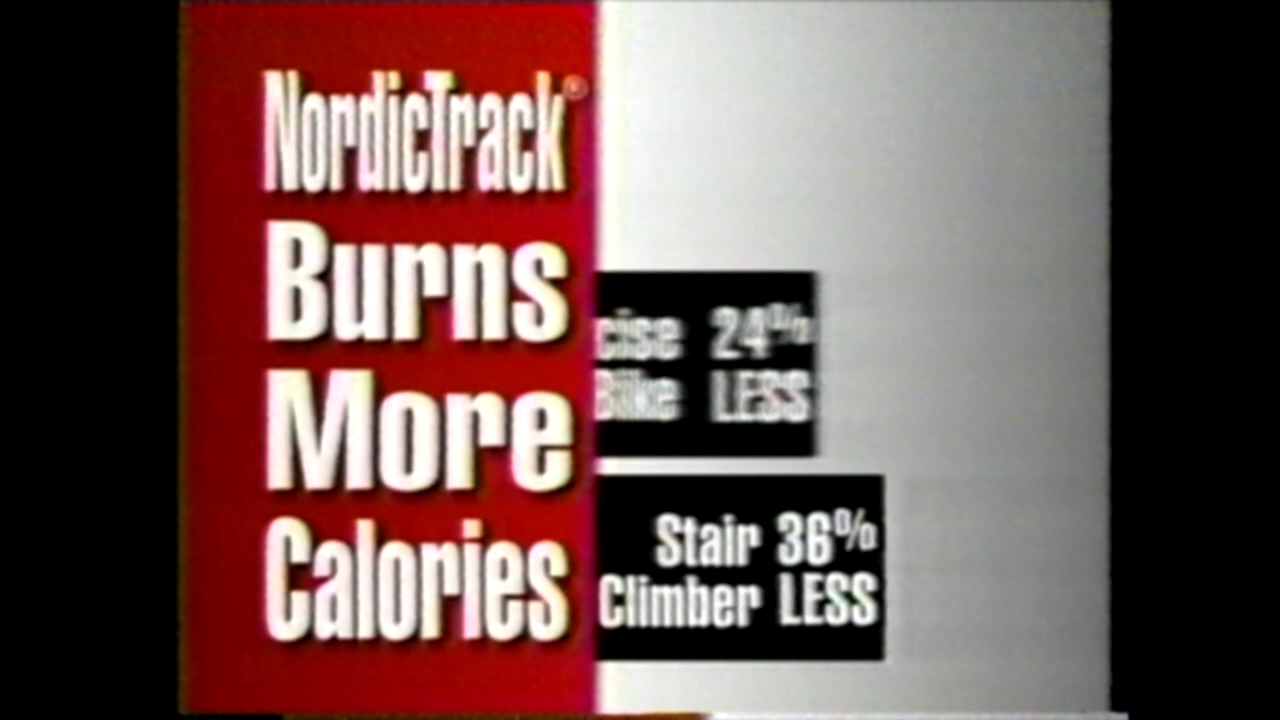 NordicTrack®
Burns
More
Calories
cise 24%
Bike LESS
Stair 36%
Climber LESS